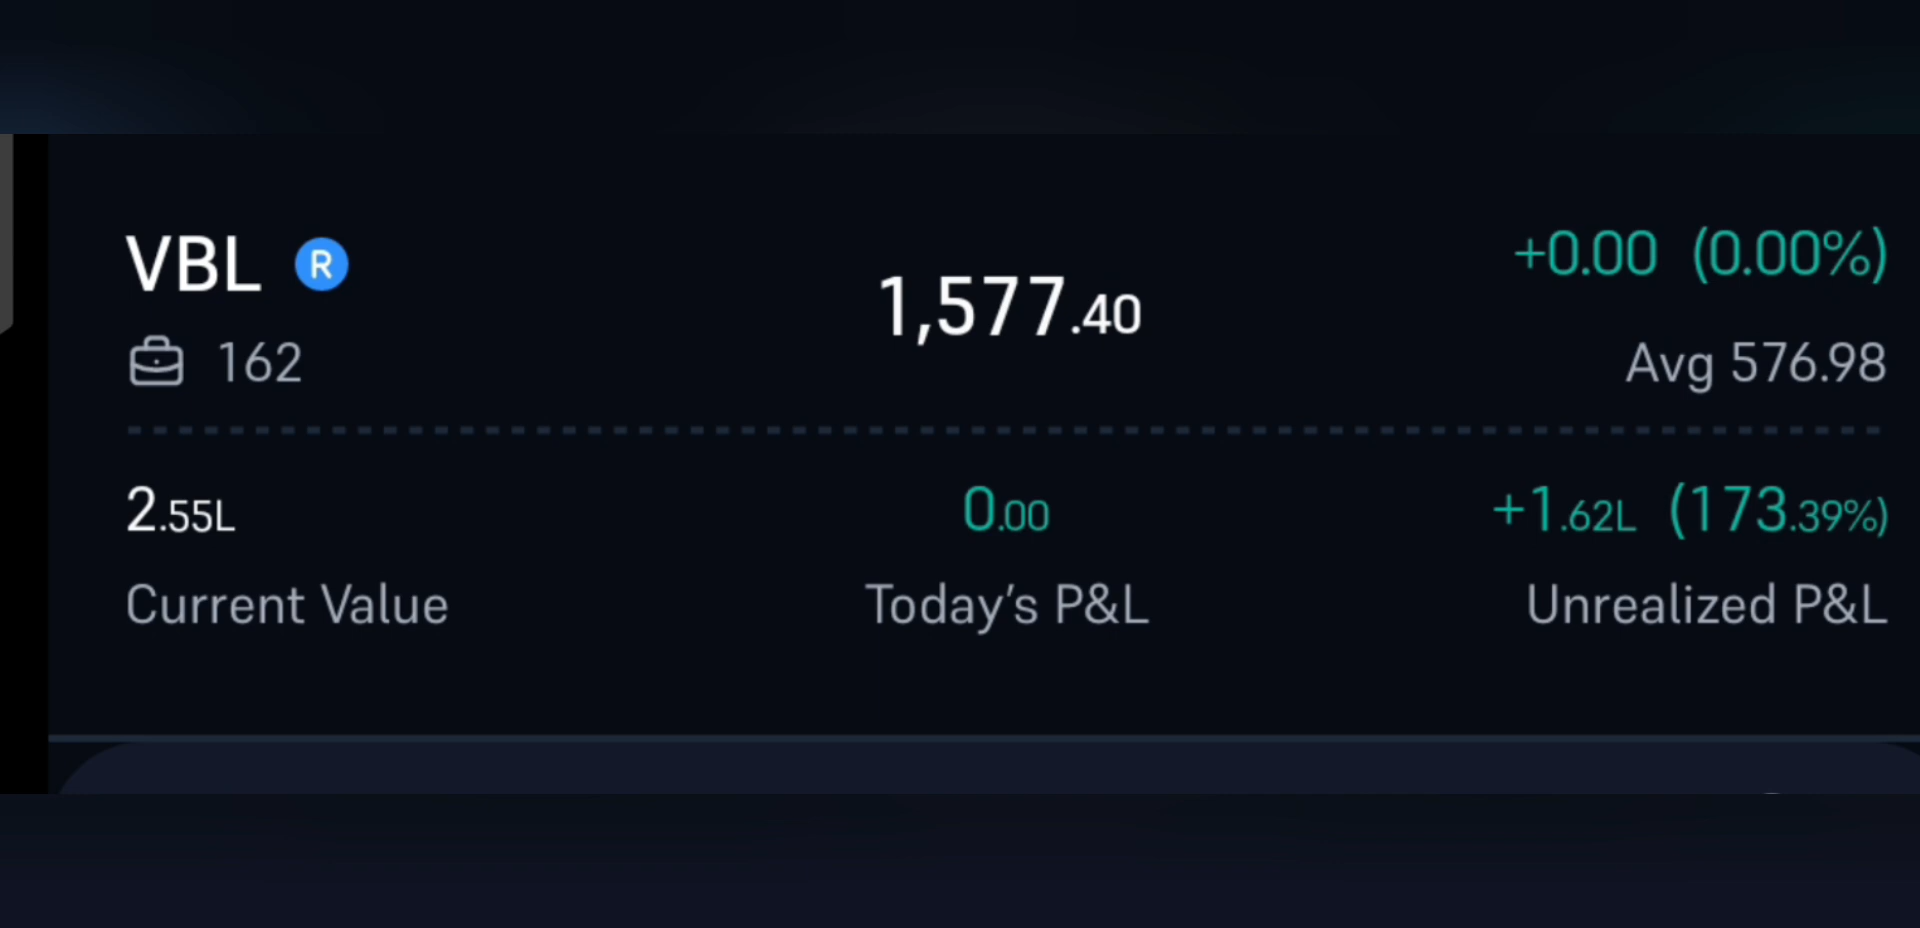 VBL R
1,577.40
+0.00 (0.00%)
162
Avg 576.98
2.55L
0.00
+1.62L (173.39%)
Current Value
Today's P&L
Unrealized P&L